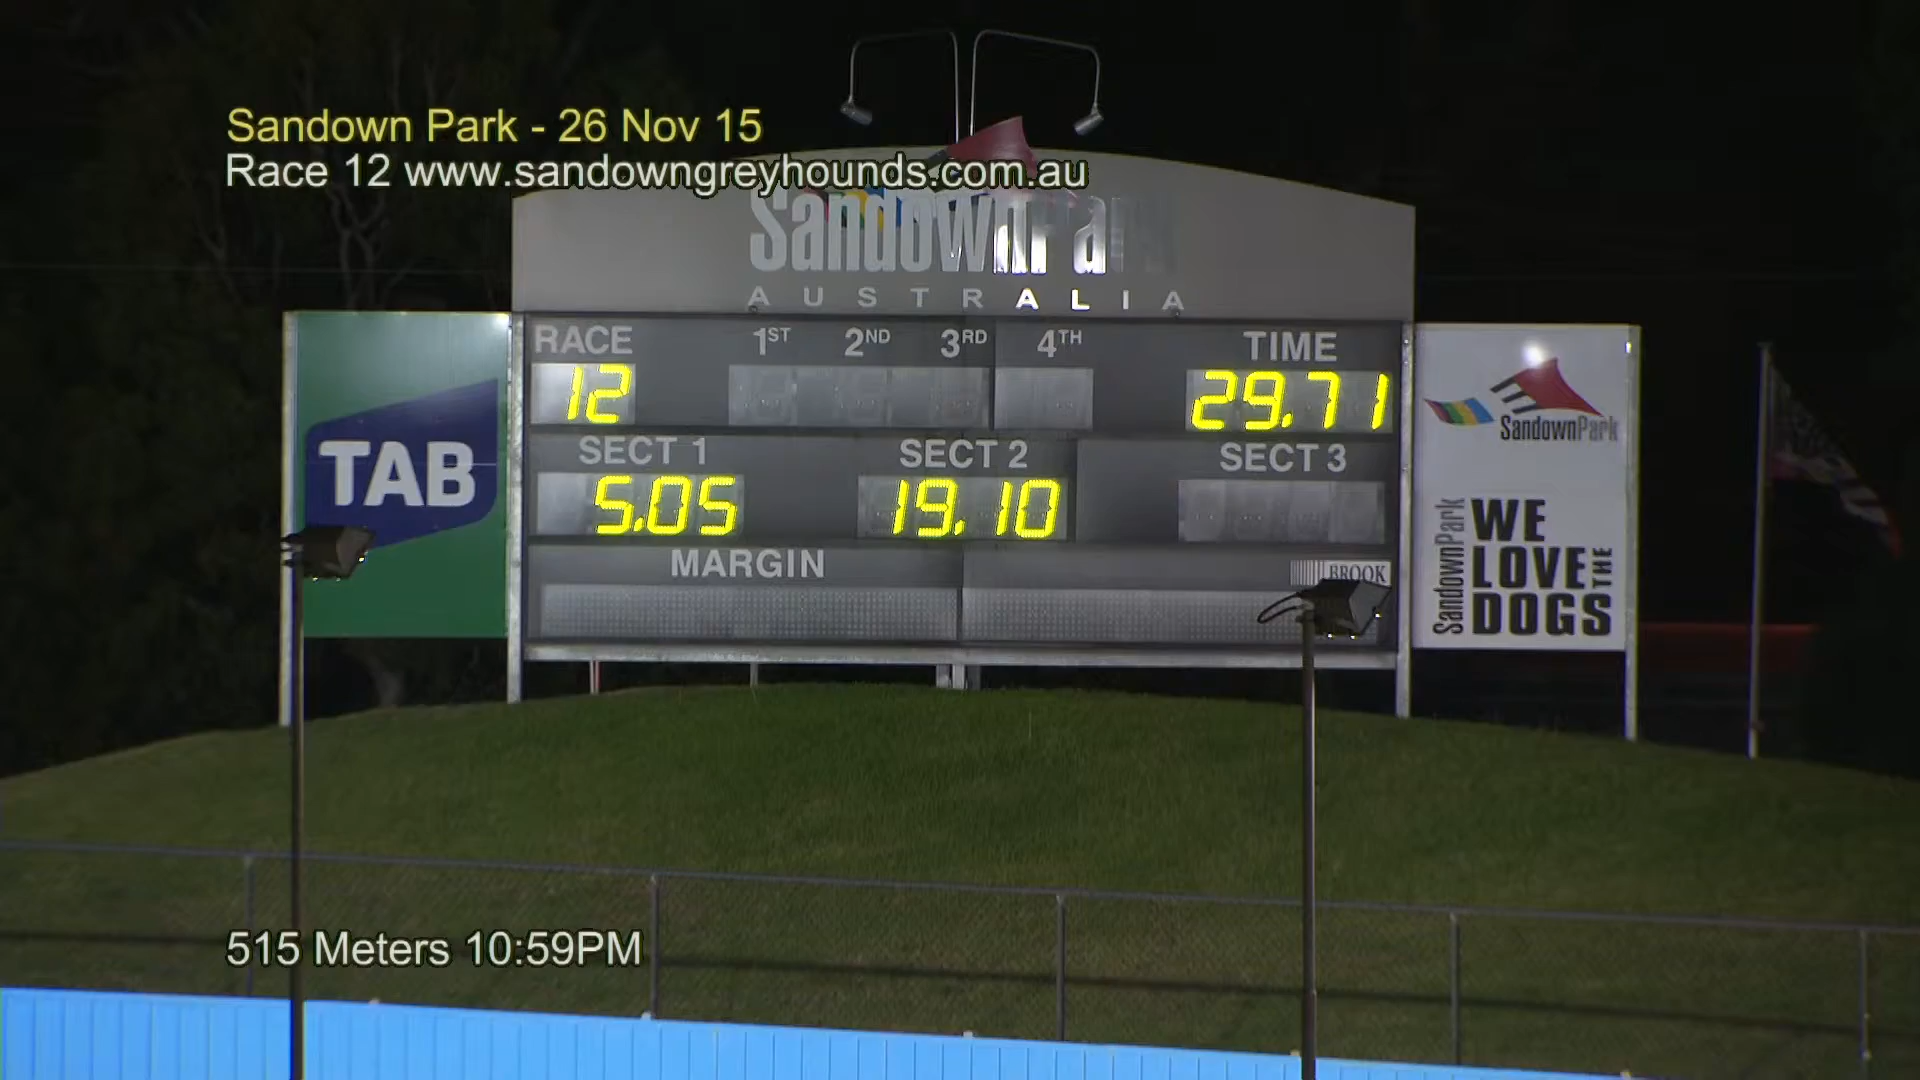 Sandown Park - 26 Nov 15
Race 12 www.sandowngreyhounds.com.au
SandownPa
AUSTRALIA
RACE 1ST 2ND 3RD 4TH TIME
12 29.71
SECT 1 SECT 2 SECT 3
5.05 19.10
MARGIN
BROOK
TAB
SandownPark
SandownPark
WE
LOVE THE
DOGS
515 Meters 10:59PM